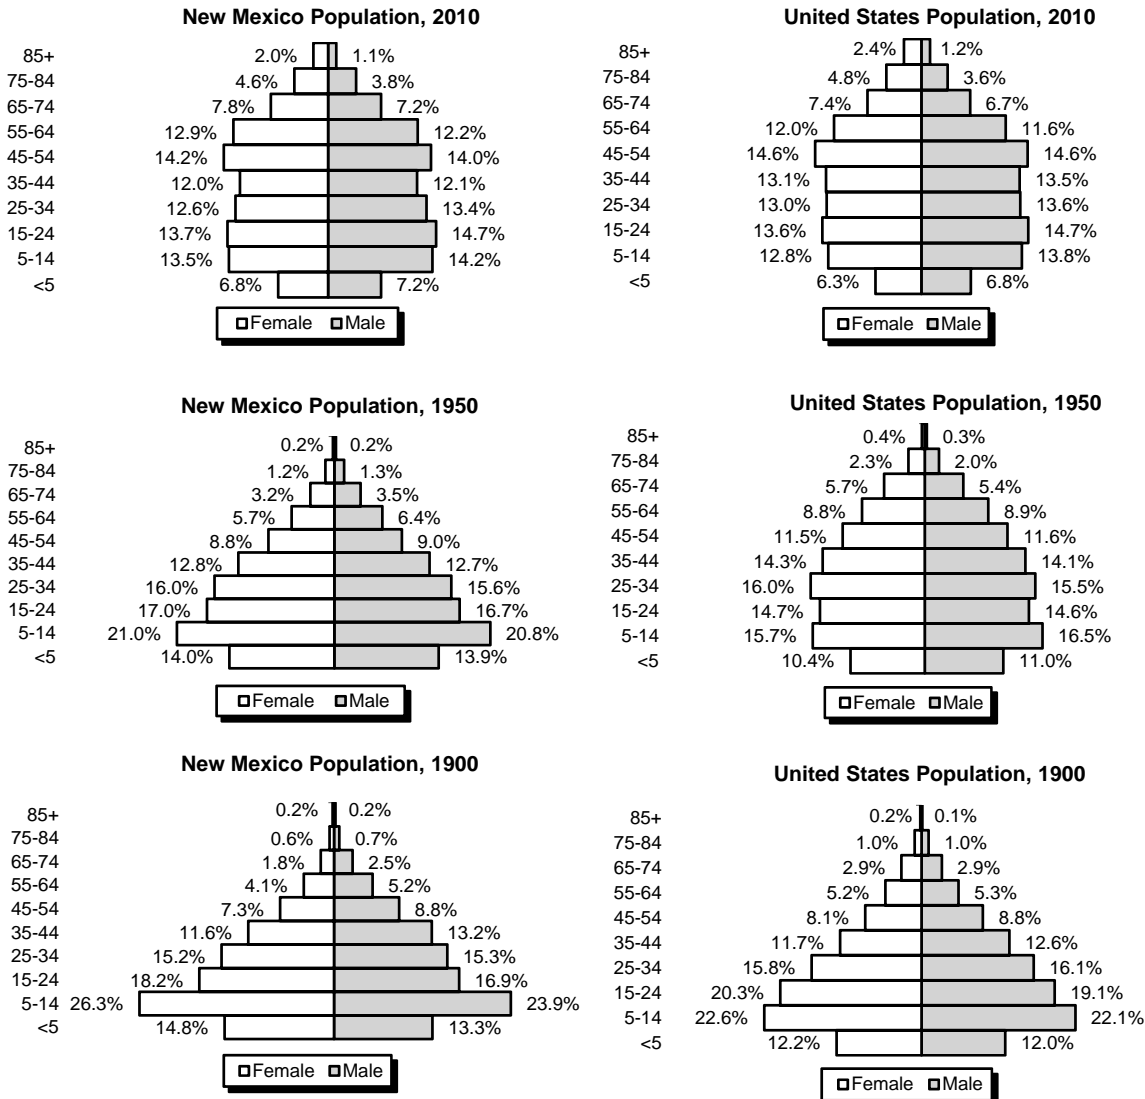 New Mexico Population, 2010
85+ 2.0% 1.1%
75-84 4.6% 3.8%
65-74 7.8% 7.2%
55-64 12.9% 12.2%
45-54 14.2% 14.0%
35-44 12.0% 12.1%
25-34 12.6% 13.4%
15-24 13.7% 14.7%
5-14 13.5% 14.2%
<5 6.8% 7.2%
Female Male
United States Population, 2010
85+ 2.4% 1.2%
75-84 4.8% 3.6%
65-74 7.4% 6.7%
55-64 12.0% 11.6%
45-54 14.6% 14.6%
35-44 13.1% 13.5%
25-34 13.0% 13.6%
15-24 13.6% 14.7%
5-14 12.8% 13.8%
<5 6.3% 6.8%
Female Male
New Mexico Population, 1950
85+ 0.2% 0.2%
75-84 1.2% 1.3%
65-74 3.2% 3.5%
55-64 5.7% 6.4%
45-54 8.8% 9.0%
35-44 12.8% 12.7%
25-34 16.0% 15.6%
15-24 17.0% 16.7%
5-14 21.0% 20.8%
<5 14.0% 13.9%
Female Male
United States Population, 1950
85+ 0.4% 0.3%
75-84 2.3% 2.0%
65-74 5.7% 5.4%
55-64 8.8% 8.9%
45-54 11.5% 11.6%
35-44 14.3% 14.1%
25-34 16.0% 15.5%
15-24 14.7% 14.6%
5-14 15.7% 16.5%
<5 10.4% 11.0%
Female Male
New Mexico Population, 1900
85+ 0.2% 0.2%
75-84 0.6% 0.7%
65-74 1.8% 2.5%
55-64 4.1% 5.2%
45-54 7.3% 8.8%
35-44 11.6% 13.2%
25-34 15.2% 15.3%
15-24 18.2% 16.9%
5-14 26.3% 23.9%
<5 14.8% 13.3%
Female Male
United States Population, 1900
85+ 0.2% 0.1%
75-84 1.0% 1.0%
65-74 2.9% 2.9%
55-64 5.2% 5.3%
45-54 8.1% 8.8%
35-44 11.7% 12.6%
25-34 15.8% 16.1%
15-24 20.3% 19.1%
5-14 22.6% 22.1%
<5 12.2% 12.0%
Female Male